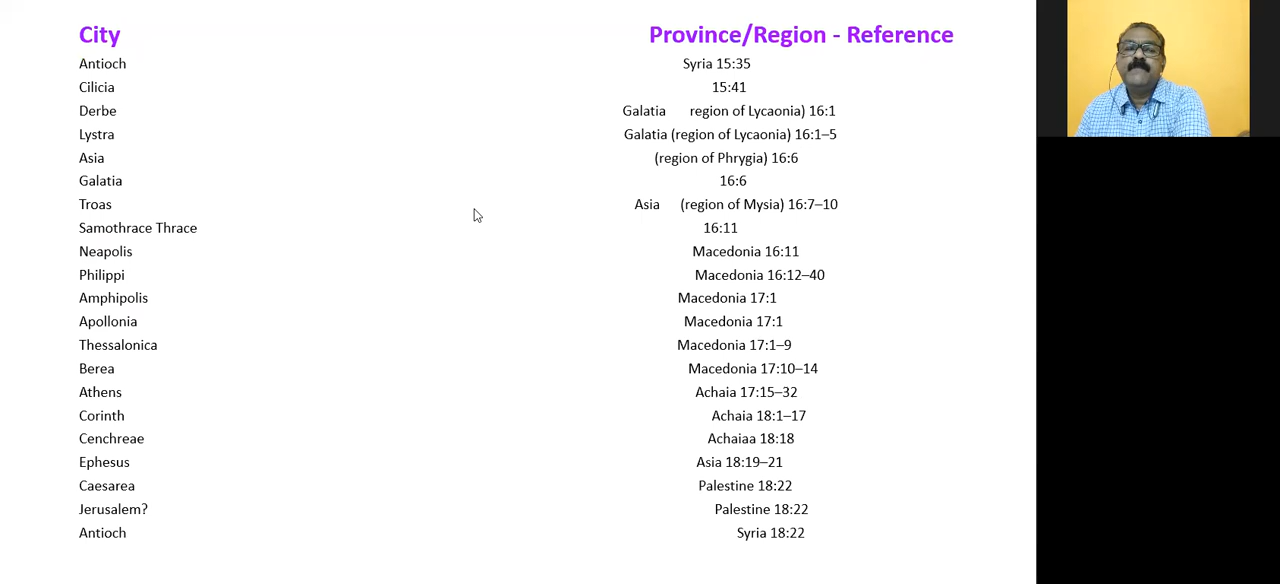 City Province/Region - Reference
Antioch Syria 15:35
Cilicia 15:41
Derbe Galatia region of Lycaonia) 16:1
Lystra Galatia (region of Lycaonia) 16:1–5
Asia (region of Phrygia) 16:6
Galatia 16:6
Troas Asia (region of Mysia) 16:7–10
Samothrace Thrace 16:11
Neapolis Macedonia 16:11
Philippi Macedonia 16:12–40
Amphipolis Macedonia 17:1
Apollonia Macedonia 17:1
Thessalonica Macedonia 17:1–9
Berea Macedonia 17:10–14
Athens Achaia 17:15–32
Corinth Achaia 18:1–17
Cenchreae Achaiaa 18:18
Ephesus Asia 18:19–21
Caesarea Palestine 18:22
Jerusalem? Palestine 18:22
Antioch Syria 18:22